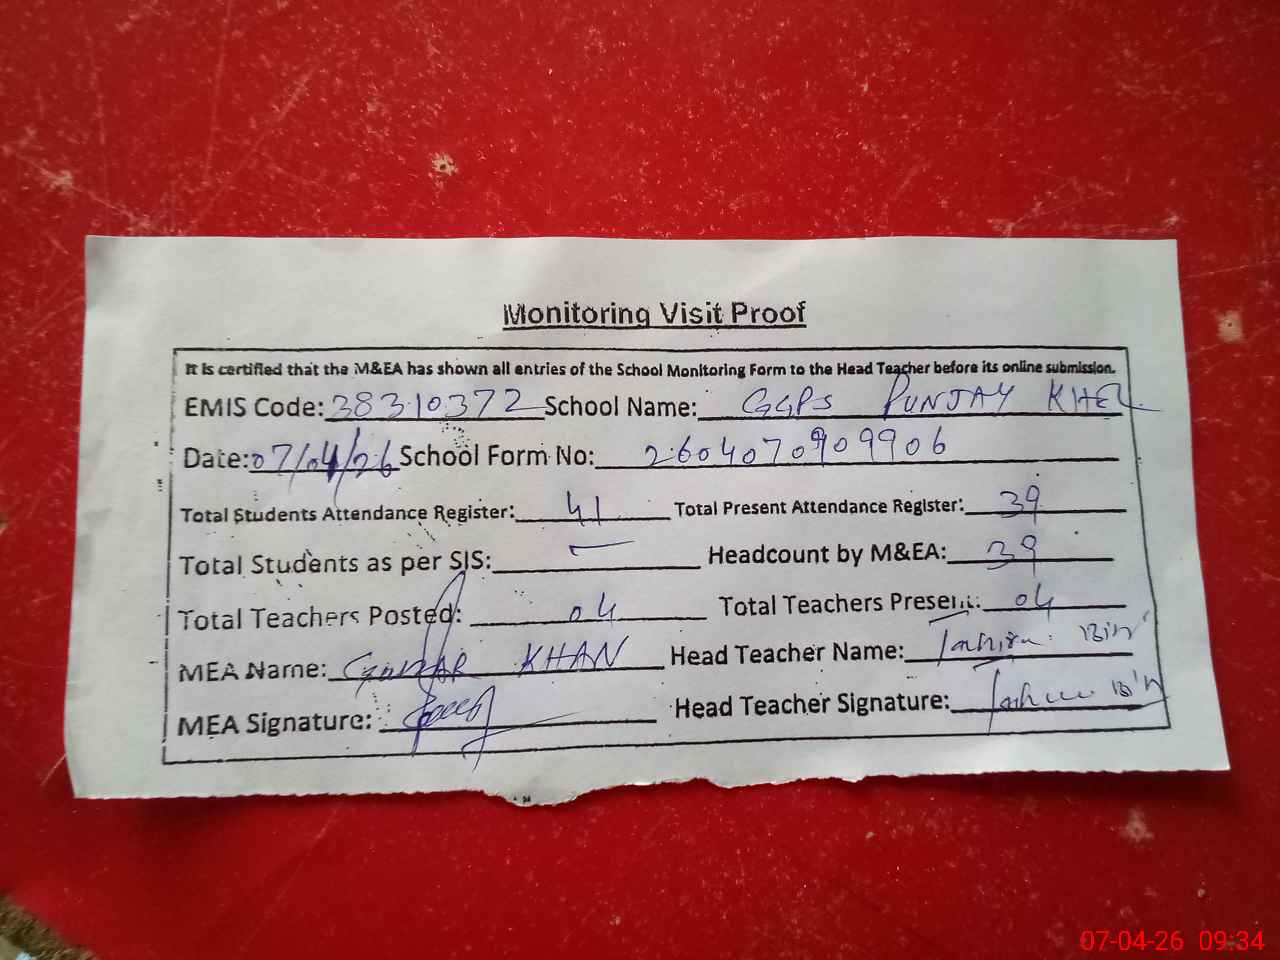 Monitoring Visit Proof
It is certified that the M&EA has shown all entries of the School Monitoring Form to the Head Teacher before its online submission.
EMIS Code: 38310372 School Name: GGPS PUNJAY KHEL
Date: 07/04/26 School Form No: 2604070909906
Total Students Attendance Register: 41 Total Present Attendance Register: 39
Total Students as per SIS: — Headcount by M&EA: 39
Total Teachers Posted: 04 Total Teachers Present: 04
MEA Name: KHAN Head Teacher Name:
MEA Signature: Head Teacher Signature:
07-04-26 09:34